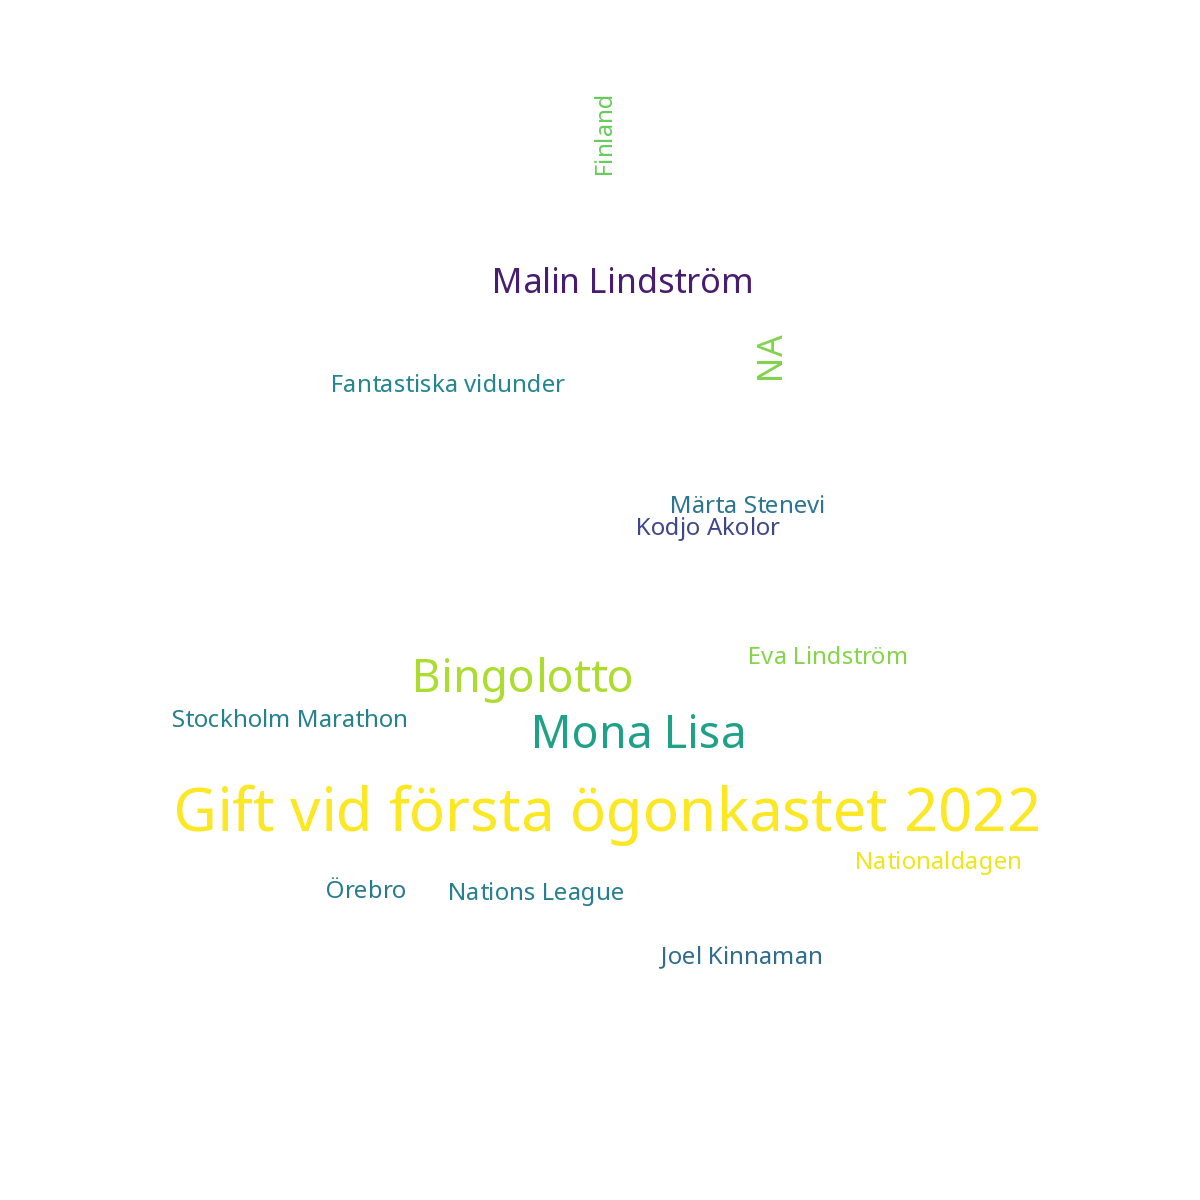 Finland
Malin Lindström
NA
Fantastiska vidunder
Märta Stenevi
Kodjo Akolor
Eva Lindström
Bingolotto
Stockholm Marathon
Mona Lisa
Gift vid första ögonkastet 2022
Nationaldagen
Örebro
Nations League
Joel Kinnaman